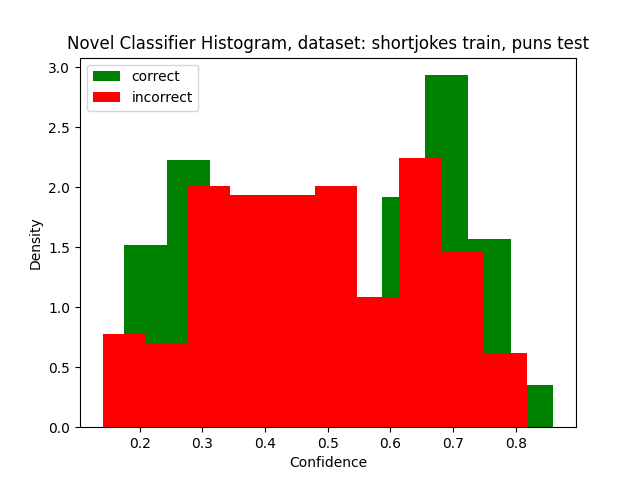 Novel Classifier Histogram, dataset: shortjokes train, puns test
correct
incorrect
3.0
2.5
2.0
1.5
1.0
0.5
0.0
Density
0.2 0.3 0.4 0.5 0.6 0.7 0.8
Confidence